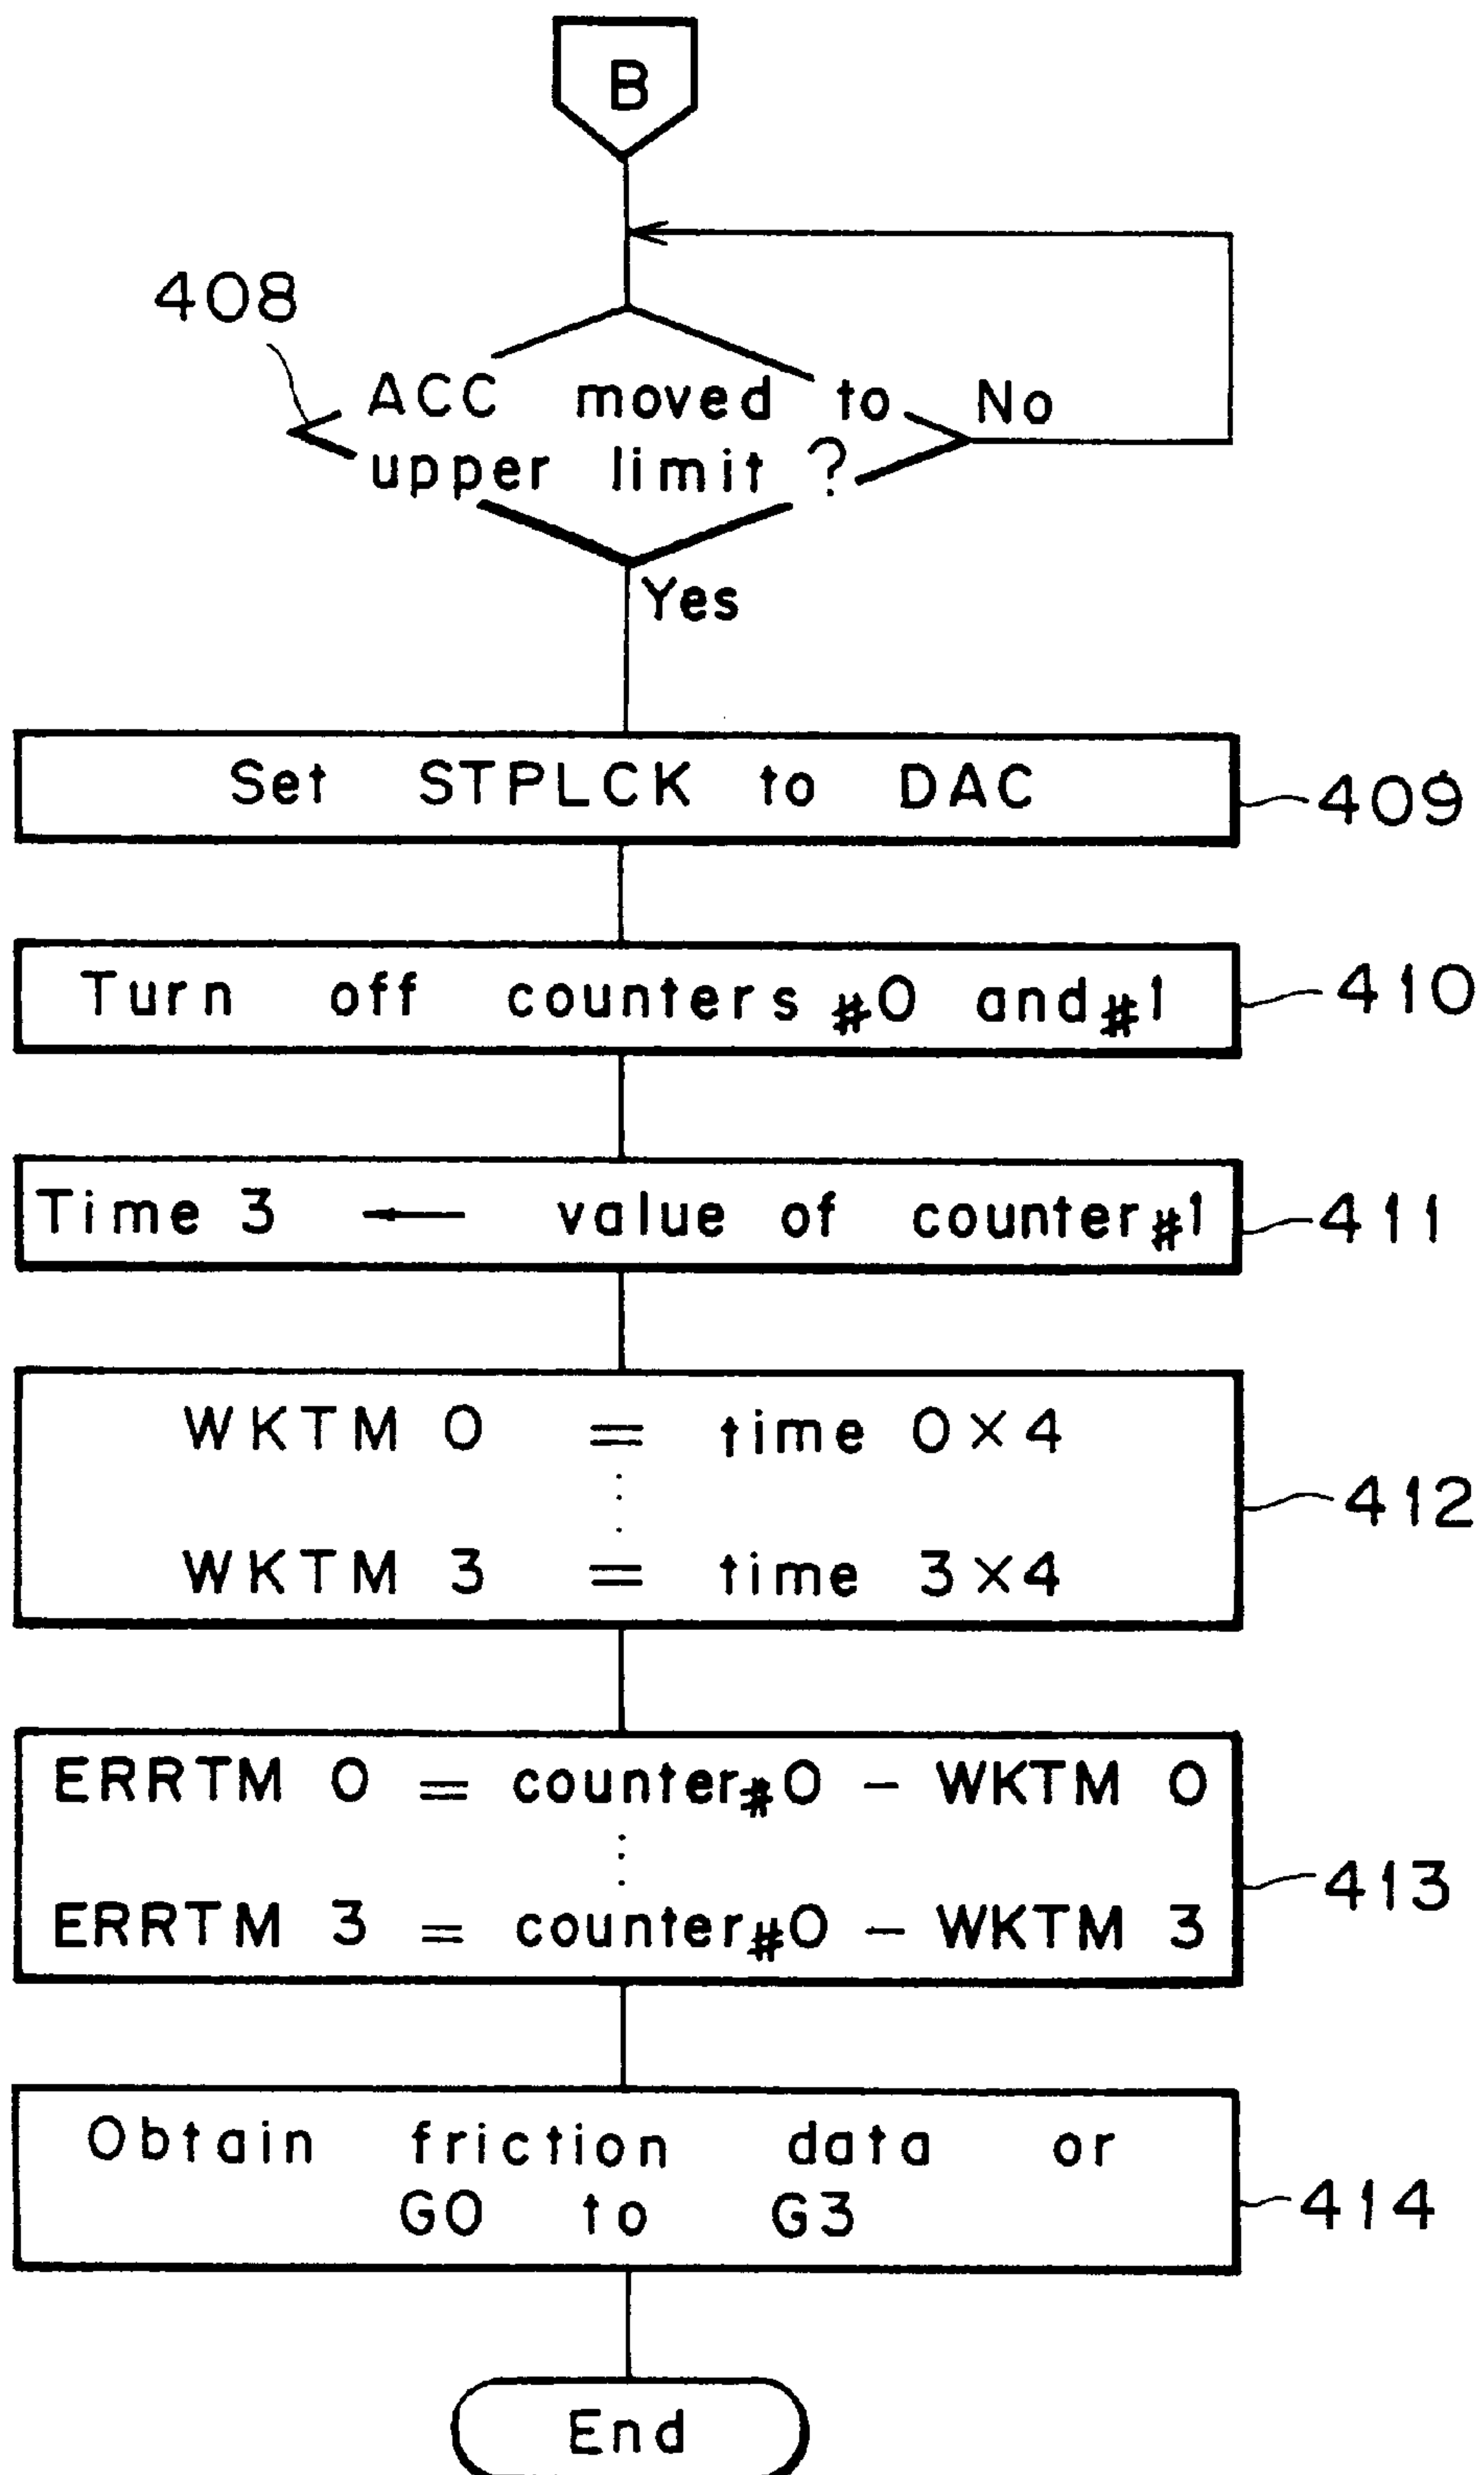 B
408
ACC moved to
upper limit ?
No
Yes
Set STPLCK to DAC
409
Turn off counters #0 and #1
410
Time 3 ← value of counter #1
411
WKTM 0 = time 0×4
⋮
WKTM 3 = time 3×4
412
ERRTM 0 = counter #0 - WKTM 0
⋮
ERRTM 3 = counter #0 - WKTM 3
413
Obtain friction data or
G0 to G3
414
End